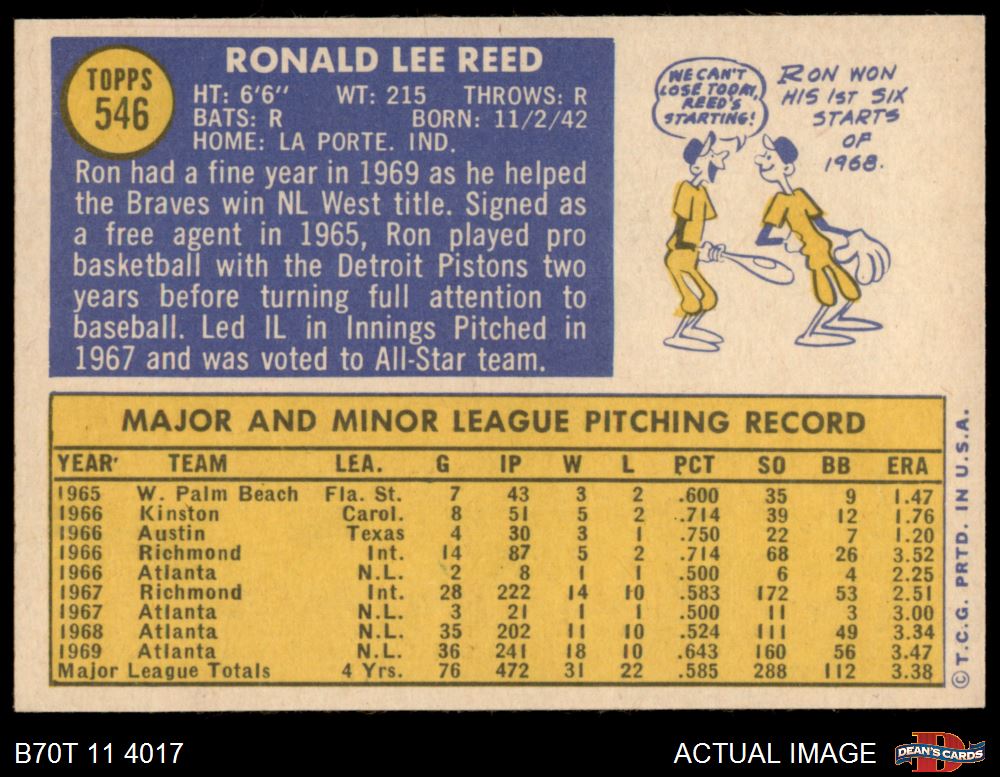 TOPPS
546
RONALD LEE REED
HT: 6'6" WT: 215 THROWS: R
BATS: R BORN: 11/2/42
HOME: LA PORTE. IND.
Ron had a fine year in 1969 as he helped
the Braves win NL West title. Signed as
a free agent in 1965, Ron played pro
basketball with the Detroit Pistons two
years before turning full attention to
baseball. Led IL in Innings Pitched in
1967 and was voted to All-Star team.
WE CAN'T
LOSE TODAY,
REED'S
STARTING!
RON WON
HIS 1ST SIX
STARTS
OF
1968.
MAJOR AND MINOR LEAGUE PITCHING RECORD
YEAR' TEAM LEA. G IP W L PCT SO BB ERA
1965 W. Palm Beach Fla. St. 7 43 3 2 .600 35 9 1.47
1966 Kinston Carol. 8 51 5 2 .714 39 12 1.76
1966 Austin Texas 4 30 3 1 .750 22 7 1.20
1966 Richmond Int. 14 87 5 2 .714 68 26 3.52
1966 Atlanta N.L. 2 8 1 1 .500 6 4 2.25
1967 Richmond Int. 28 222 14 10 .583 172 53 2.51
1967 Atlanta N.L. 3 21 1 1 .500 11 3 3.00
1968 Atlanta N.L. 35 202 11 10 .524 111 49 3.34
1969 Atlanta N.L. 36 241 18 10 .643 160 56 3.47
Major League Totals 4 Yrs. 76 472 31 22 .585 288 112 3.38
© T.C.G. PRTD. IN U.S.A.
B70T 11 4017
ACTUAL IMAGE
D
DEAN'S CARDS